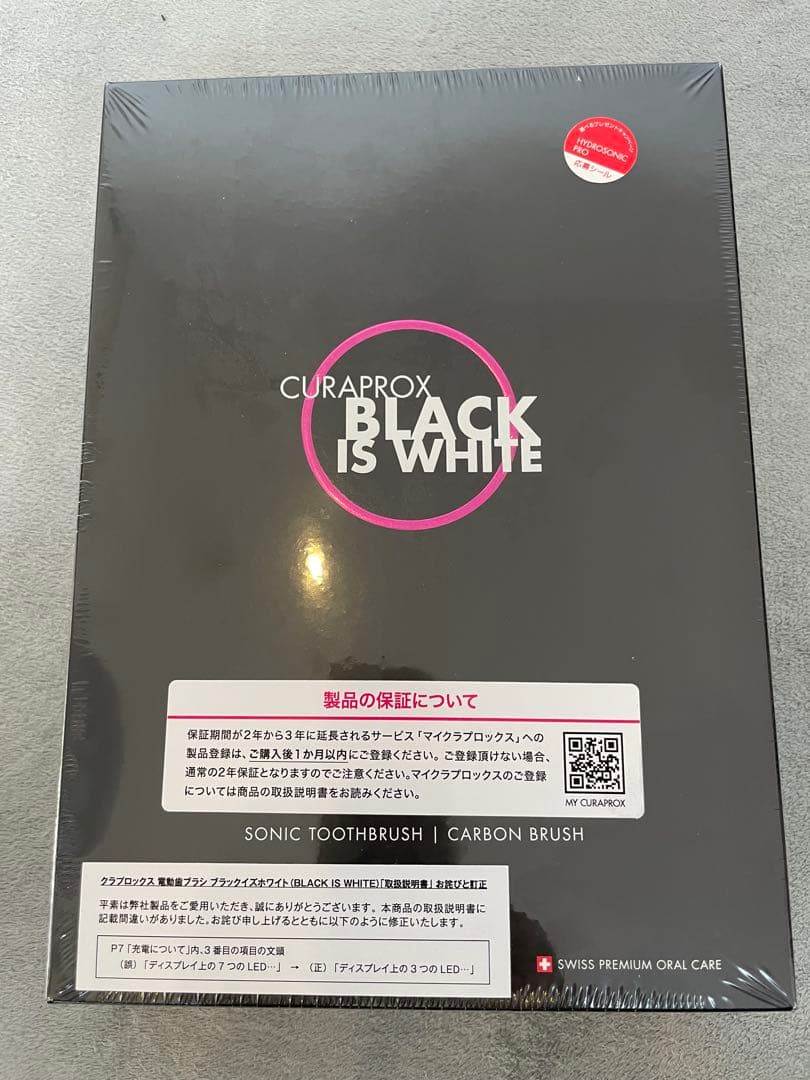 選べるプレゼントキャンペーン
HYDROSONIC
PRO
応募シール
CURAPROX
BLACK
IS WHITE
製品の保証について
保証期間が2年から3年に延長されるサービス「マイクラプロックス」への
製品登録は、ご購入後1か月以内にご登録ください。ご登録頂けない場合、
通常の2年保証となりますのでご注意ください。マイクラプロックスのご登録
については商品の取扱説明書をお読みください。
MY CURAPROX
SONIC TOOTHBRUSH | CARBON BRUSH
クラプロックス 電動歯ブラシ ブラックイズホワイト(BLACK IS WHITE)「取扱説明書」お詫びと訂正
平素は弊社製品をご愛用いただき、誠にありがとうございます。本商品の取扱説明書に
記載間違いがありました。お詫び申し上げるとともに以下のように修正いたします。
P7「充電について」内、3番目の項目の文頭
(誤)「ディスプレイ上の7つのLED…」 → (正)「ディスプレイ上の3つのLED…」
SWISS PREMIUM ORAL CARE